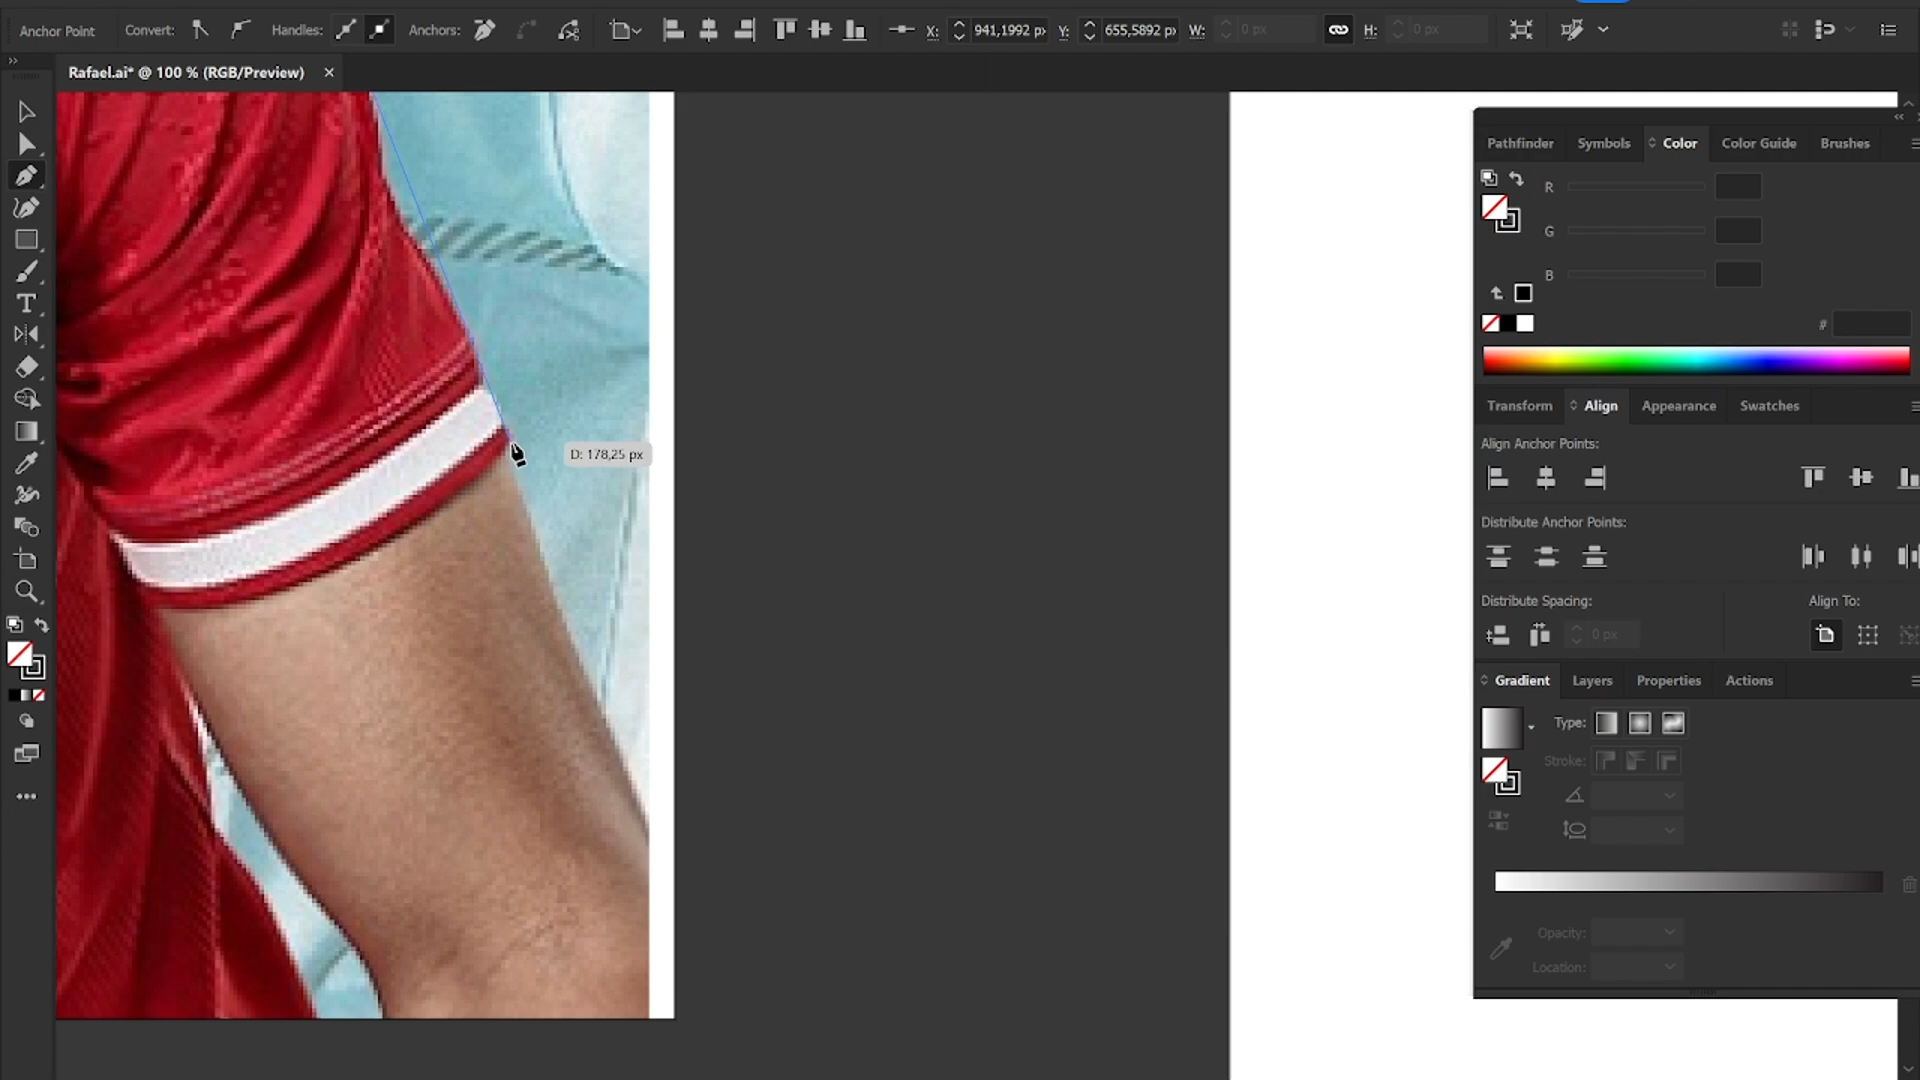 Anchor Point Convert: Handles: Anchors: X: 941,1992 p Y: 655,5892 p W: 0 px H: 0 px
Rafael.ai* @ 100 % (RGB/Preview) ×
Pathfinder Symbols Color Color Guide Brushes
R
G
B
#
T
Transform Align Appearance Swatches
Align Anchor Points:
D: 178,25 px
Distribute Anchor Points:
Distribute Spacing: Align To:
0 px
Gradient Layers Properties Actions
Type:
Stroke:
Opacity:
Location: